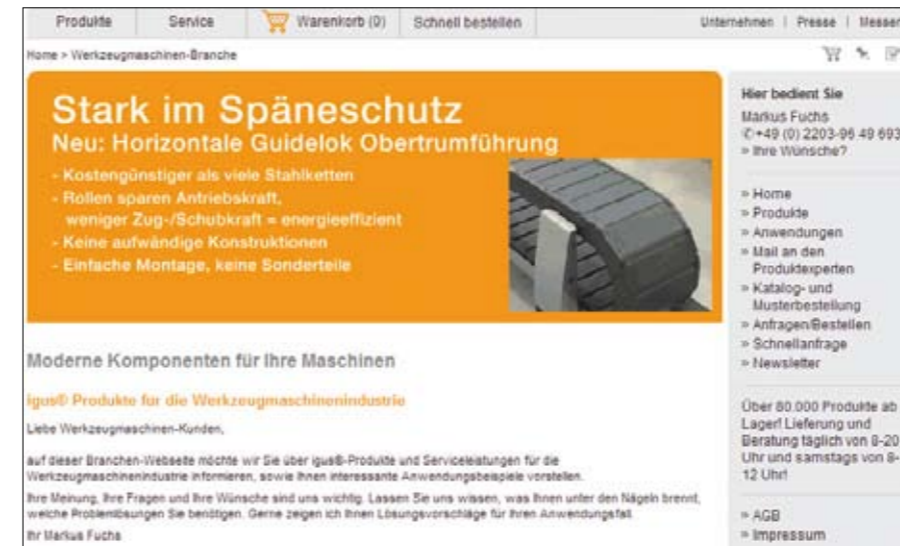 Produkte Service Warenkorb (0) Schnell bestellen Unternehmen | Presse | Messen
Home > Werkzeugmaschinen-Branche
Stark im Späneschutz
Neu: Horizontale Guidelok Obertrumführung
- Kostengünstiger als viele Stahlketten
- Rollen sparen Antriebskraft,
weniger Zug-/Schubkraft = energieeffizient
- Keine aufwändige Konstruktionen
- Einfache Montage, keine Sonderteile
Moderne Komponenten für Ihre Maschinen
igus® Produkte für die Werkzeugmaschinenindustrie
Liebe Werkzeugmaschinen-Kunden,
auf dieser Branchen-Webseite möchte wir Sie über igus®-Produkte und Serviceleistungen für die
Werkzeugmaschinenindustrie informieren, sowie Ihnen interessante Anwendungsbeispiele vorstellen.
Ihre Meinung, Ihre Fragen und Ihre Wünsche sind uns wichtig. Lassen Sie uns wissen, was Ihnen unter den Nägeln brennt,
welche Problemlösungen Sie benötigen. Gerne zeigen ich Ihnen Lösungsvorschläge für Ihren Anwendungsfall.
Ihr Markus Fuchs
Hier bedient Sie
Markus Fuchs
✆+49 (0) 2203-96 49 693
» Ihre Wünsche?
» Home
» Produkte
» Anwendungen
» Mail an den
Produktexperten
» Katalog- und
Musterbestellung
» Anfragen/Bestellen
» Schnellanfrage
» Newsletter
Über 80.000 Produkte ab
Lager! Lieferung und
Beratung täglich von 8-20
Uhr und samstags von 8-
12 Uhr!
» AGB
» Impressum